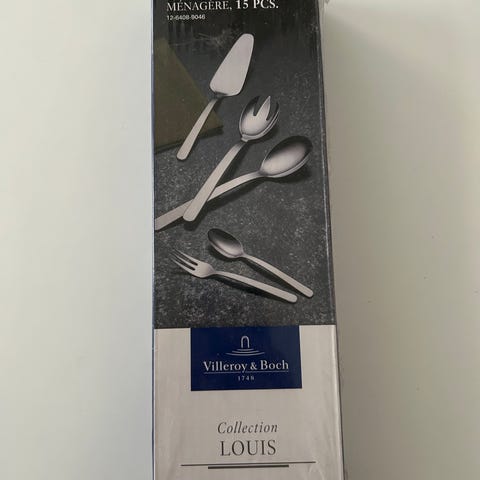 MÉNAGÈRE, 15 PCS.
12-6408-9046
Villeroy & Boch
1748
Collection
LOUIS